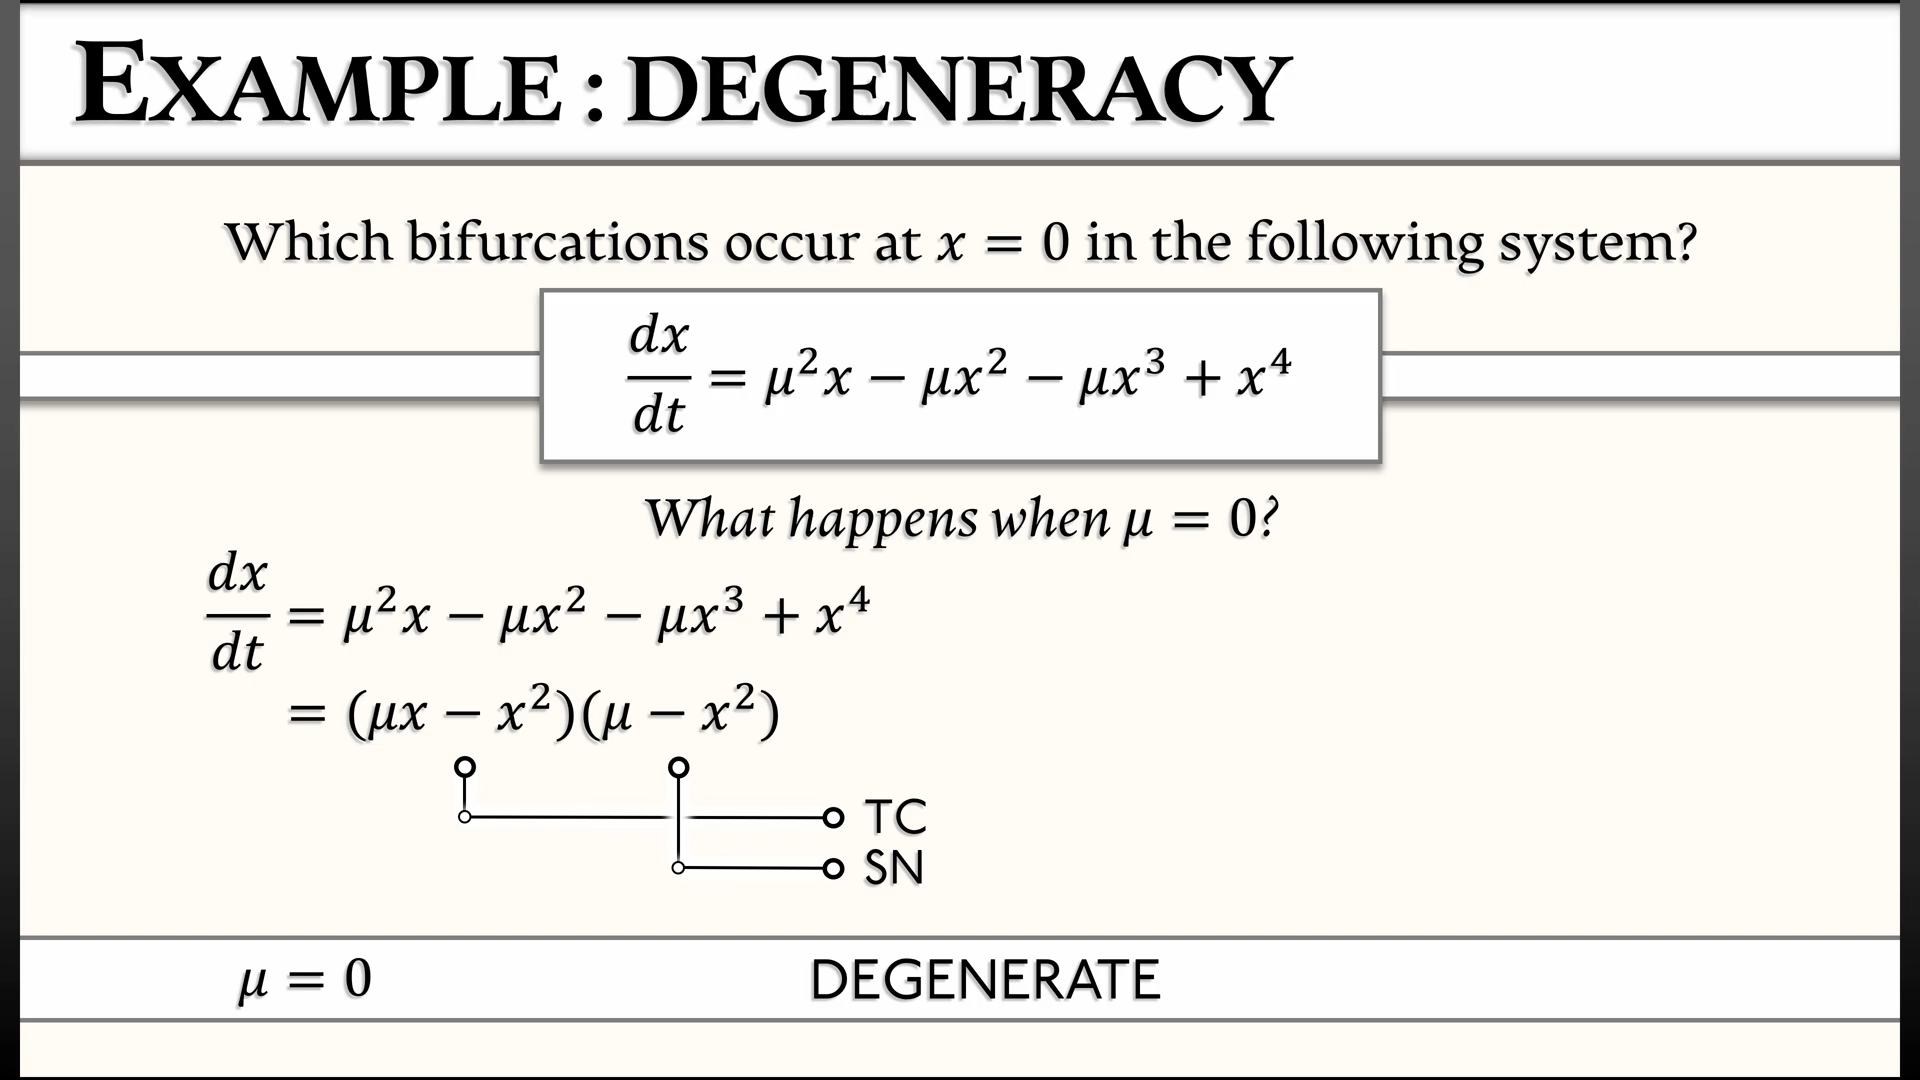 EXAMPLE : DEGENERACY
Which bifurcations occur at x = 0 in the following system?
dx/dt = μ²x − μx² − μx³ + x⁴
What happens when μ = 0?
dx/dt = μ²x − μx² − μx³ + x⁴
= (μx − x²)(μ − x²)
TC
SN
μ = 0 DEGENERATE